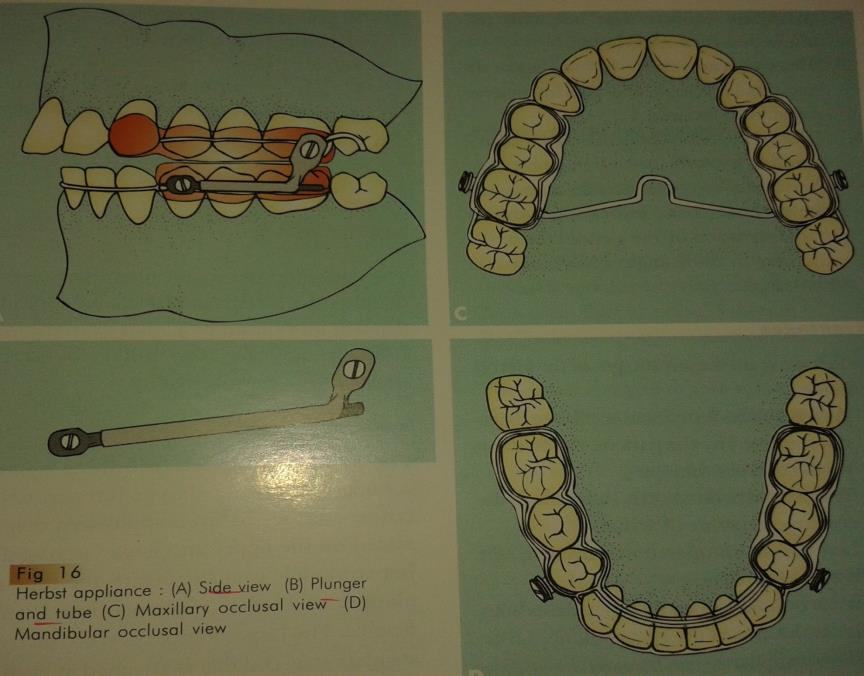 C
Fig 16
Herbst appliance : (A) Side view (B) Plunger
and tube (C) Maxillary occlusal view (D)
Mandibular occlusal view